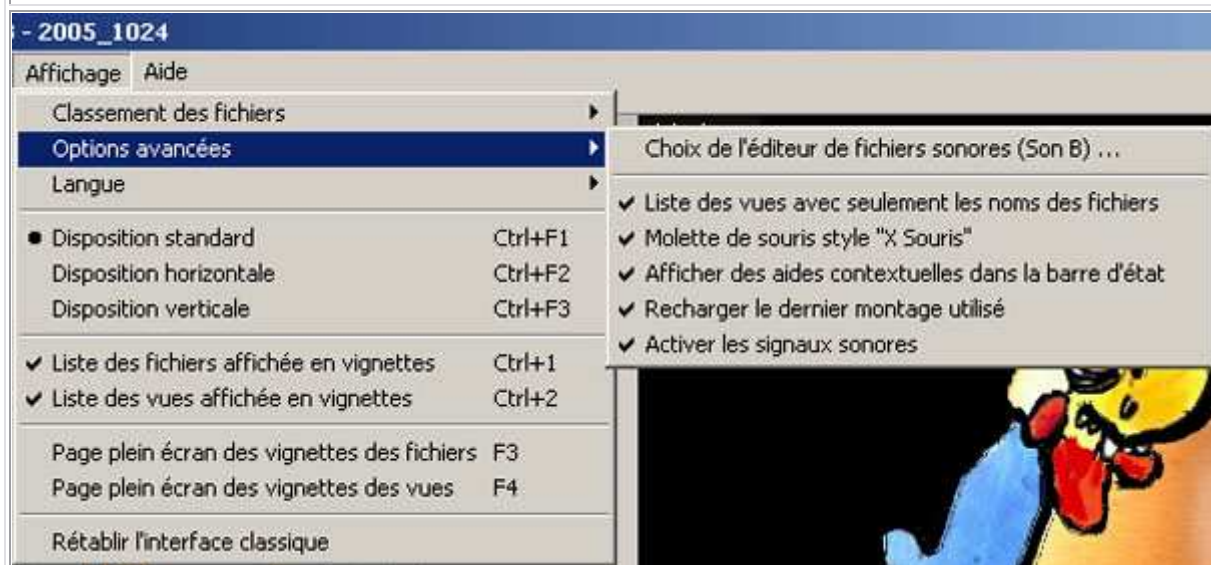 - 2005_1024
Affichage Aide
Classement des fichiers
Options avancées
Langue
Disposition standard Ctrl+F1
Disposition horizontale Ctrl+F2
Disposition verticale Ctrl+F3
Liste des fichiers affichée en vignettes Ctrl+1
Liste des vues affichée en vignettes Ctrl+2
Page plein écran des vignettes des fichiers F3
Page plein écran des vignettes des vues F4
Rétablir l'interface classique
Choix de l'éditeur de fichiers sonores (Son B) ...
Liste des vues avec seulement les noms des fichiers
Molette de souris style "X Souris"
Afficher des aides contextuelles dans la barre d'état
Recharger le dernier montage utilisé
Activer les signaux sonores